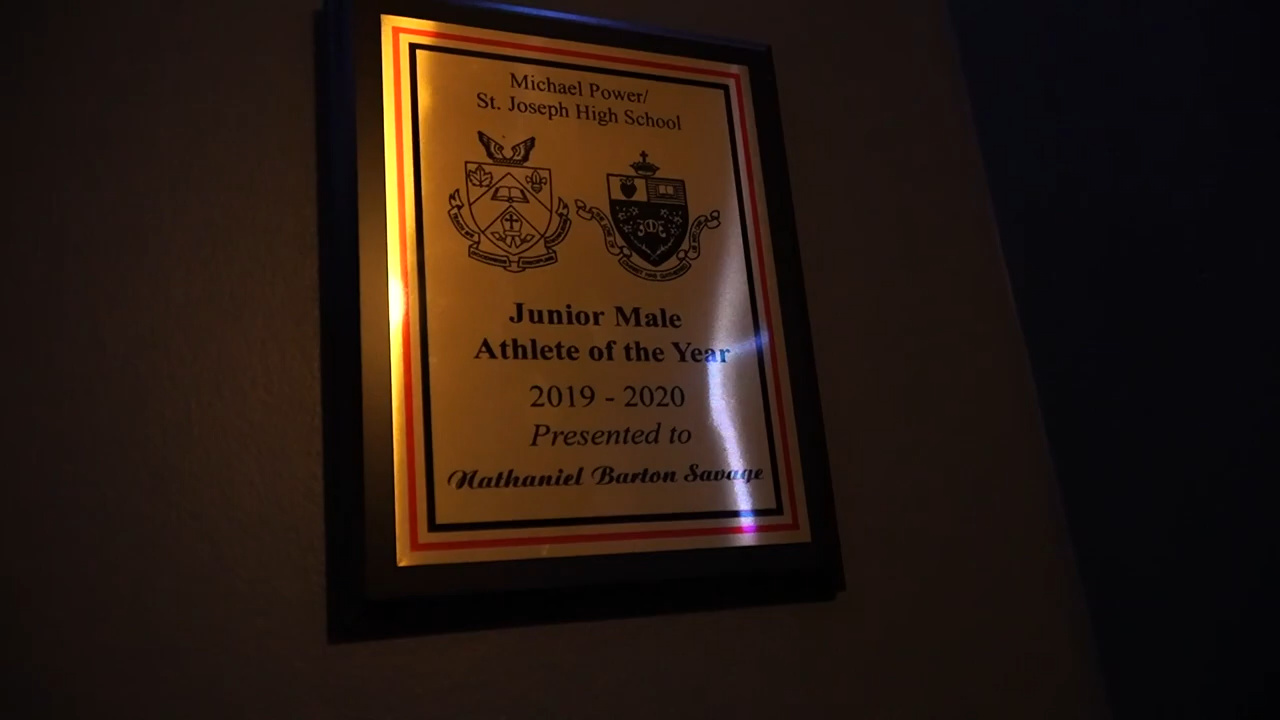 Michael Power/
St. Joseph High School
Junior Male
Athlete of the Year
2019 - 2020
Presented to
Nathaniel Barton Savage